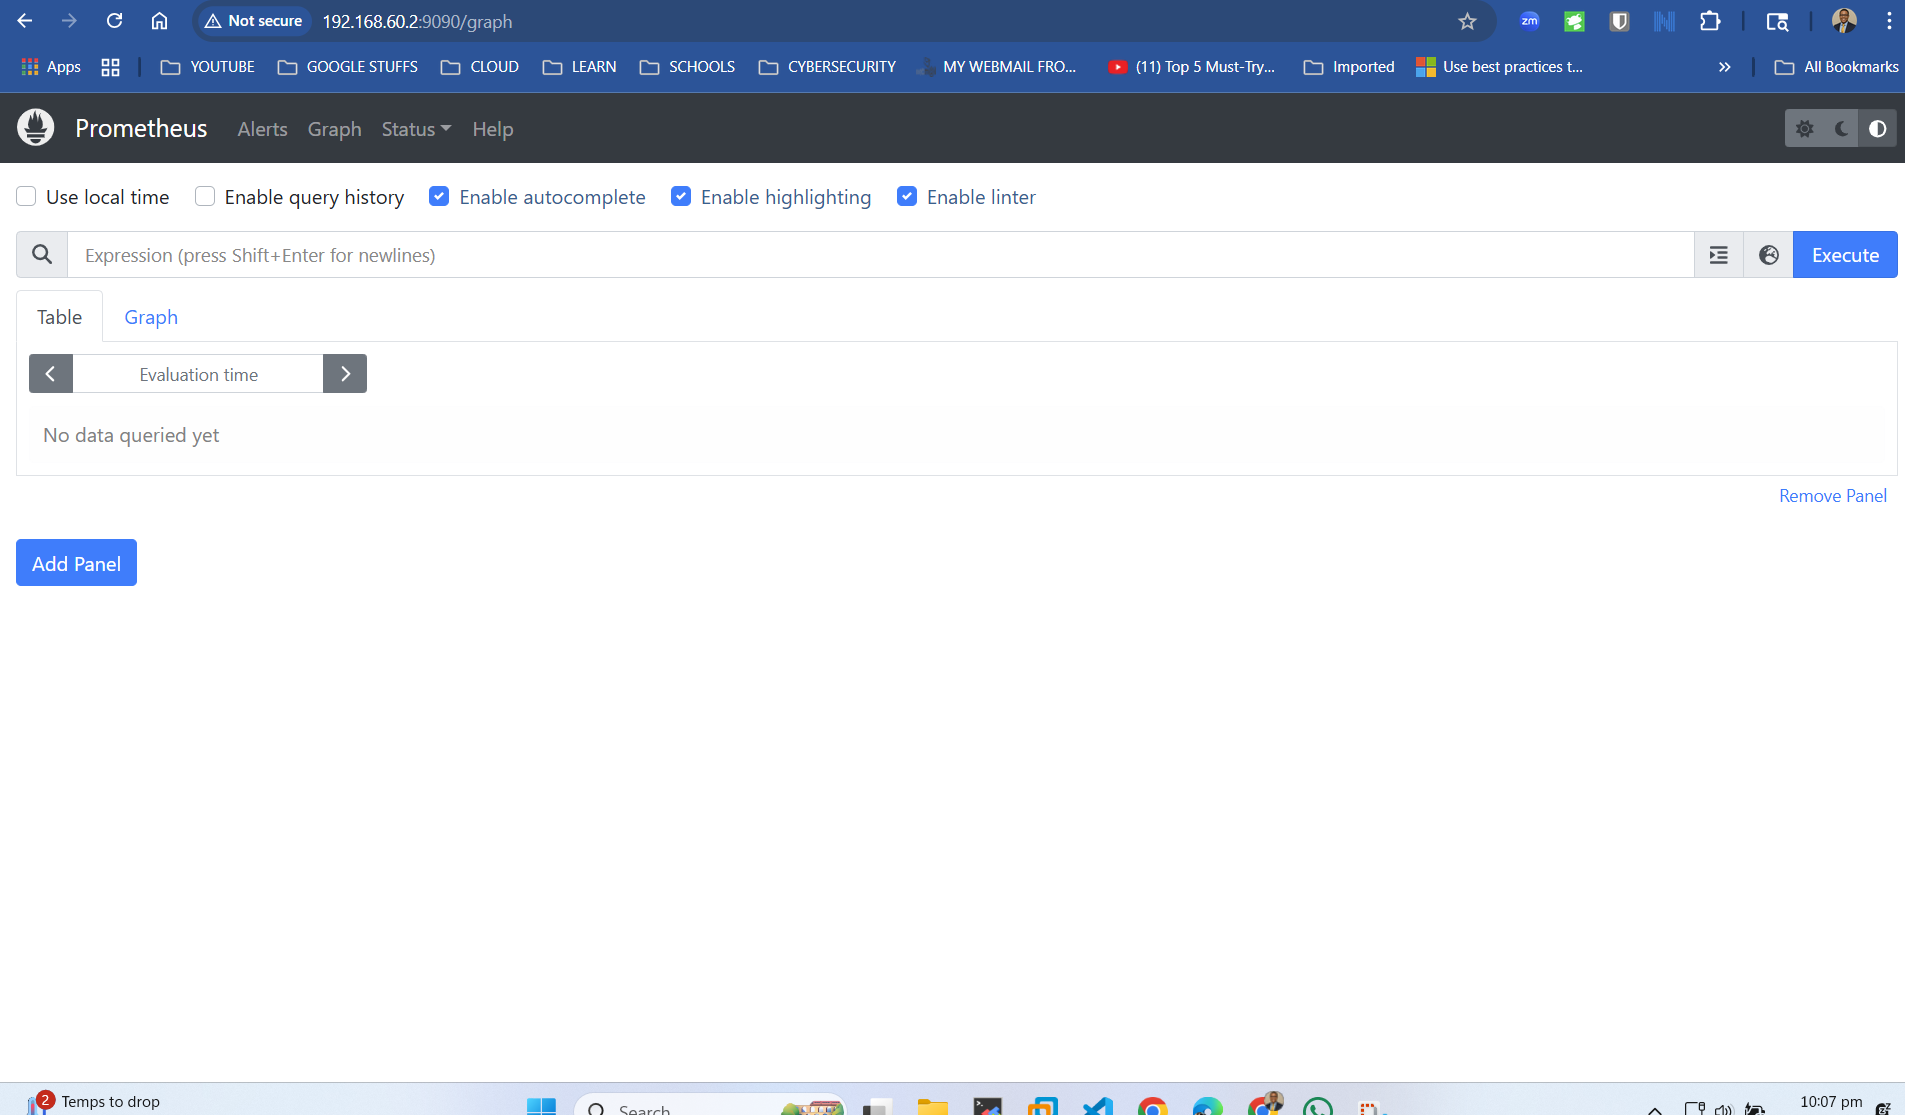 Not secure 192.168.60.2:9090/graph zm
Apps YOUTUBE GOOGLE STUFFS CLOUD LEARN SCHOOLS CYBERSECURITY MY WEBMAIL FRO... (11) Top 5 Must-Try... Imported Use best practices t... » All Bookmarks
Prometheus Alerts Graph Status Help
Use local time Enable query history Enable autocomplete Enable highlighting Enable linter
Expression (press Shift+Enter for newlines) Execute
Table Graph
Evaluation time
No data queried yet
Remove Panel
Add Panel
2 Temps to drop Search 10:07 pm